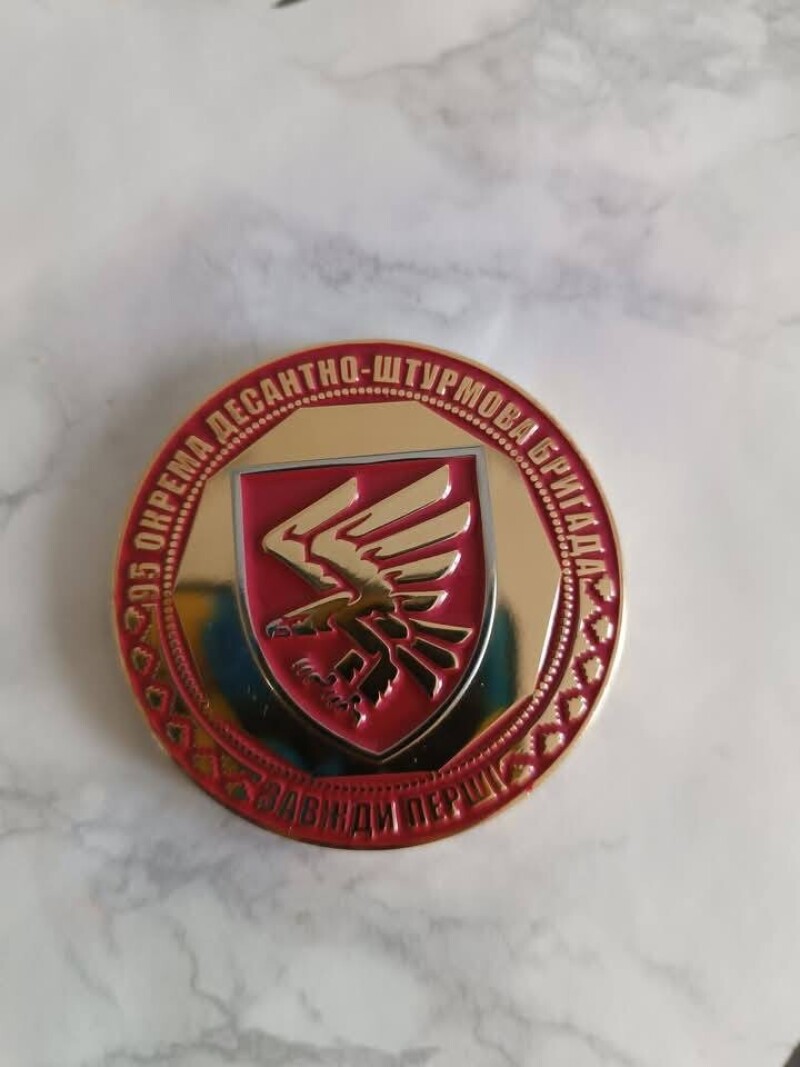 95 ОКРЕМА ДЕСАНТНО-ШТУРМОВА БРИГАДА
ЗАВЖДИ ПЕРШІ